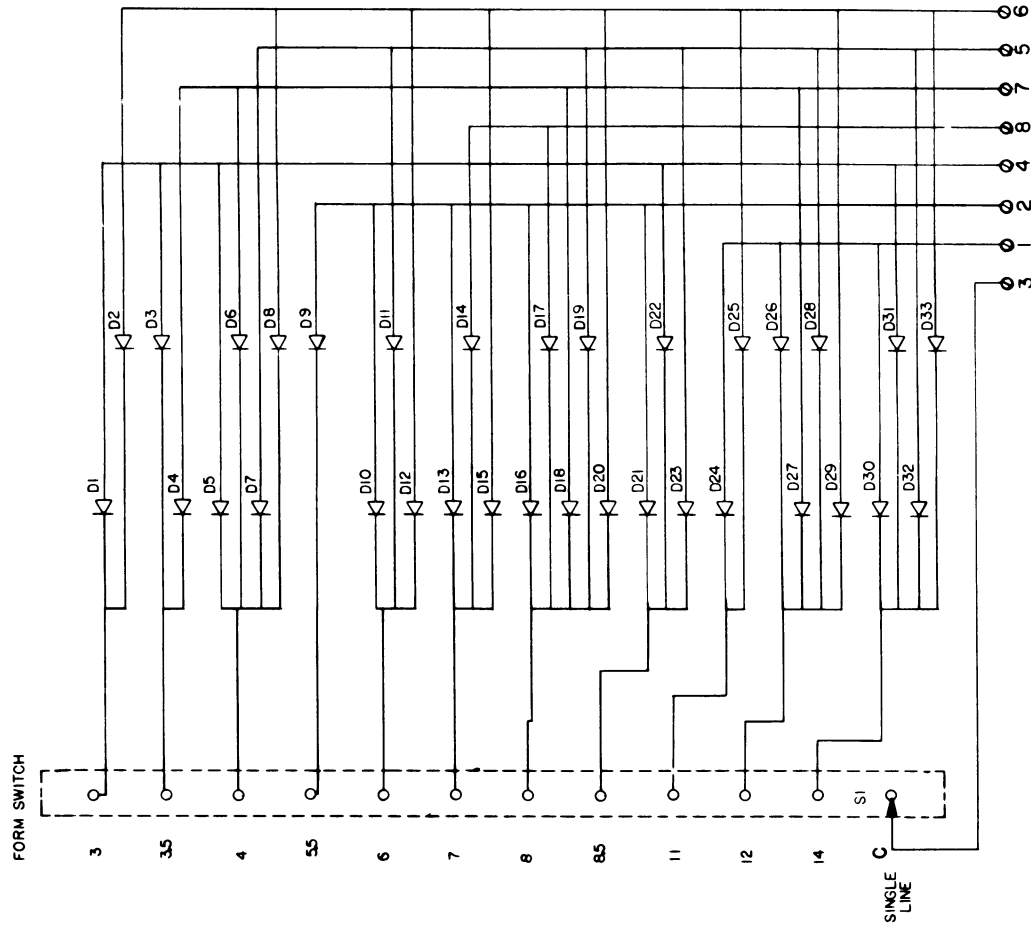 FORM SWITCH
3
3.5
4
5.5
6
7
8
8.5
11
12
14
C
SINGLE
LINE
S1
D1
D2
D3
D4
D5
D6
D7
D8
D9
D10
D11
D12
D13
D14
D15
D16
D17
D18
D19
D20
D21
D22
D23
D24
D25
D26
D27
D28
D29
D30
D31
D32
D33
6
5
7
8
4
2
1
3